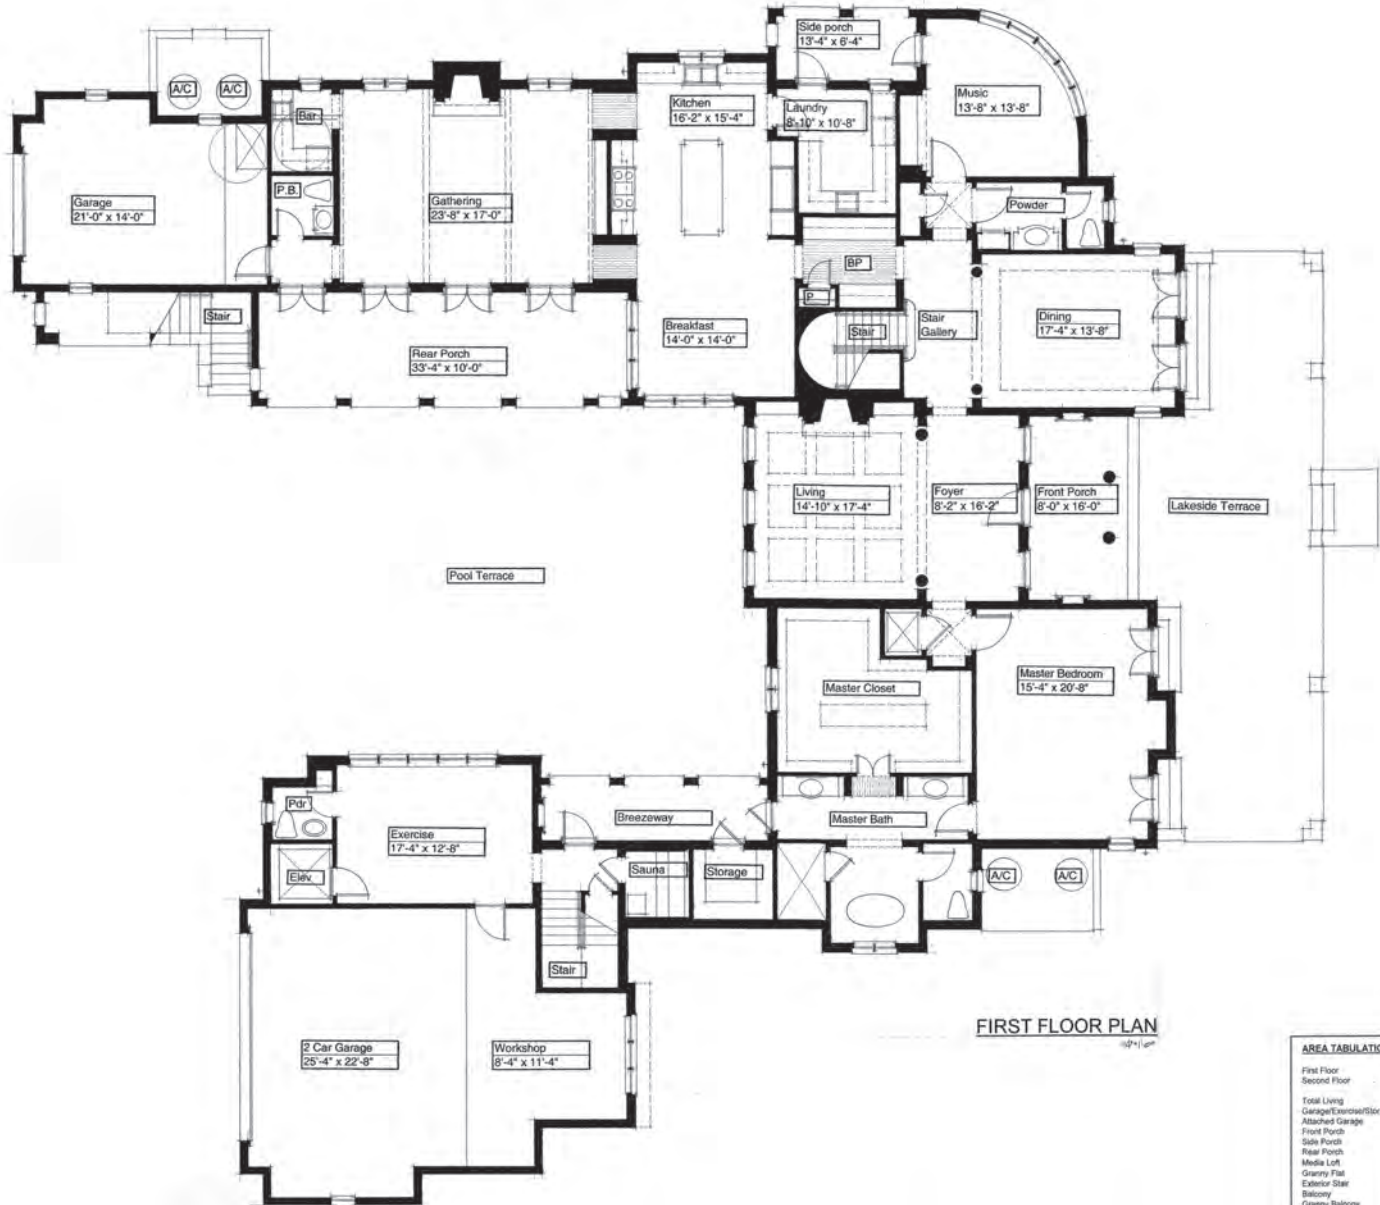 Side porch
13'-4" x 6'-4"
Music
13'-8" x 13'-8"
A/C
A/C
Bar
Kitchen
16'-2" x 15'-4"
Laundry
8'-10" x 10'-8"
Garage
21'-0" x 14'-0"
P.B.
Gathering
23'-8" x 17'-0"
Powder
BP
P
Stair
Stair
Stair
Gallery
Dining
17'-4" x 13'-8"
Breakfast
14'-0" x 14'-0"
Rear Porch
33'-4" x 10'-0"
Living
14'-10" x 17'-4"
Foyer
8'-2" x 16'-2"
Front Porch
8'-0" x 16'-0"
Lakeside Terrace
Pool Terrace
Master Closet
Master Bedroom
15'-4" x 20'-8"
Pdr
Exercise
17'-4" x 12'-8"
Breezeway
Master Bath
Elev.
Sauna
Storage
A/C
A/C
Stair
2 Car Garage
25'-4" x 22'-8"
Workshop
8'-4" x 11'-4"
FIRST FLOOR PLAN
AREA TABULATIO
First Floor
Second Floor
Total Living
Garage/Exercise/Stor
Attached Garage
Front Porch
Side Porch
Rear Porch
Media Loft
Granny Flat
Exterior Stair
Balcony
Granny Balcony